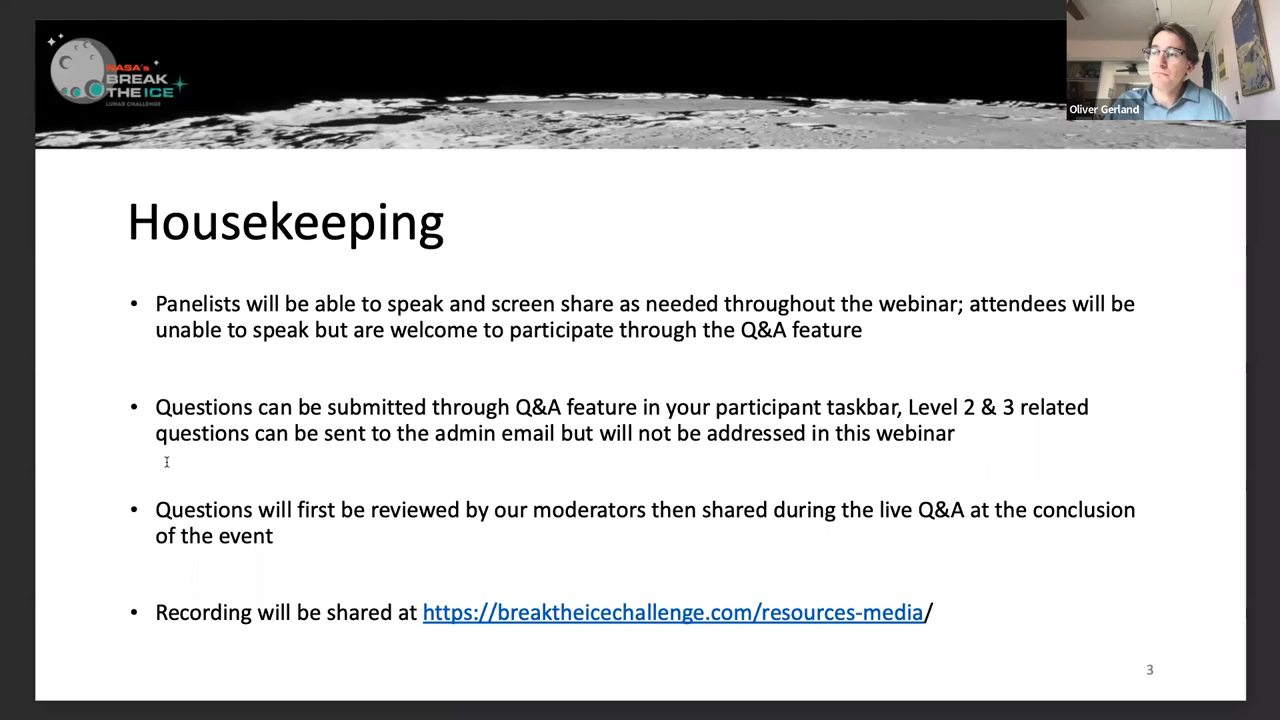 NASA's
BREAK
THE ICE
LUNAR CHALLENGE
Oliver Gerland
Housekeeping
• Panelists will be able to speak and screen share as needed throughout the webinar; attendees will be
unable to speak but are welcome to participate through the Q&A feature
• Questions can be submitted through Q&A feature in your participant taskbar, Level 2 & 3 related
questions can be sent to the admin email but will not be addressed in this webinar
• Questions will first be reviewed by our moderators then shared during the live Q&A at the conclusion
of the event
• Recording will be shared at https://breaktheicechallenge.com/resources-media/
3